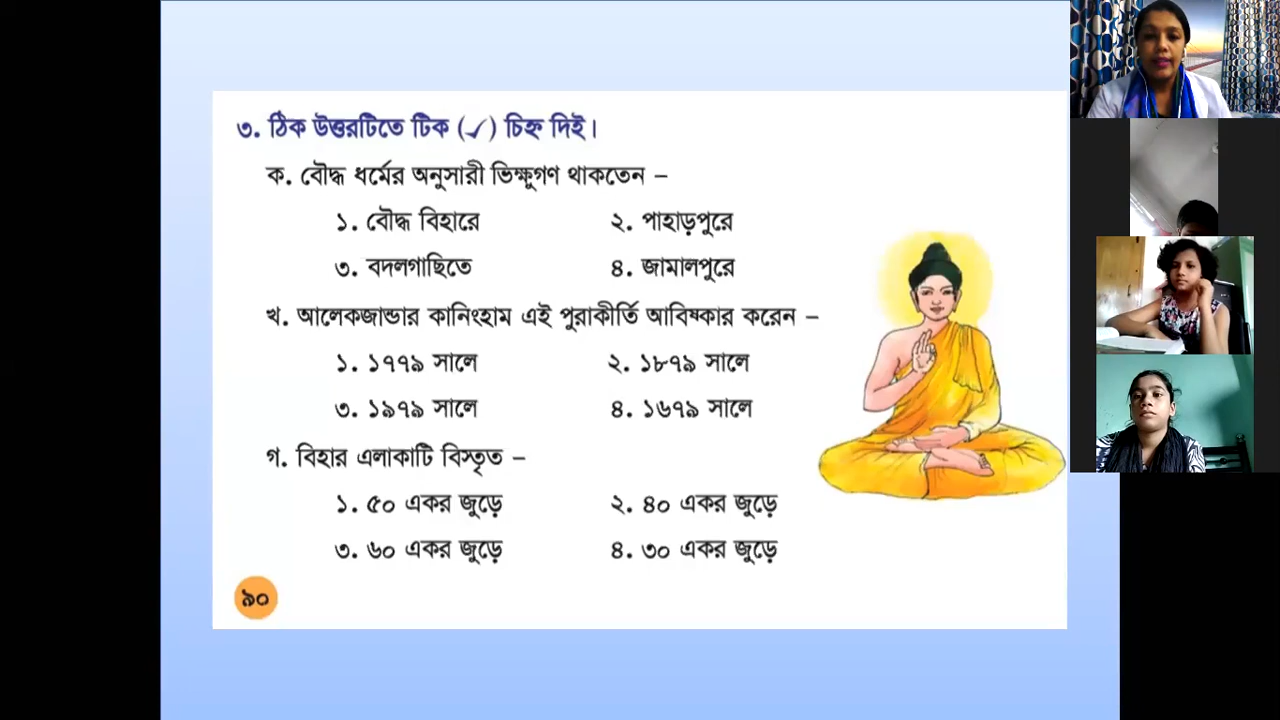 ৩. ঠিক উত্তরটিতে টিক (✓) চিহ্ন দিই।
ক. বৌদ্ধ ধর্মের অনুসারী ভিক্ষুগণ থাকতেন –
১. বৌদ্ধ বিহারে ২. পাহাড়পুরে
৩. বদলগাছিতে ৪. জামালপুরে
খ. আলেকজান্ডার কানিংহাম এই পুরাকীর্তি আবিষ্কার করেন –
১. ১৭৭৯ সালে ২. ১৮৭৯ সালে
৩. ১৯৭৯ সালে ৪. ১৬৭৯ সালে
গ. বিহার এলাকাটি বিস্তৃত –
১. ৫০ একর জুড়ে ২. ৪০ একর জুড়ে
৩. ৬০ একর জুড়ে ৪. ৩০ একর জুড়ে
৯০